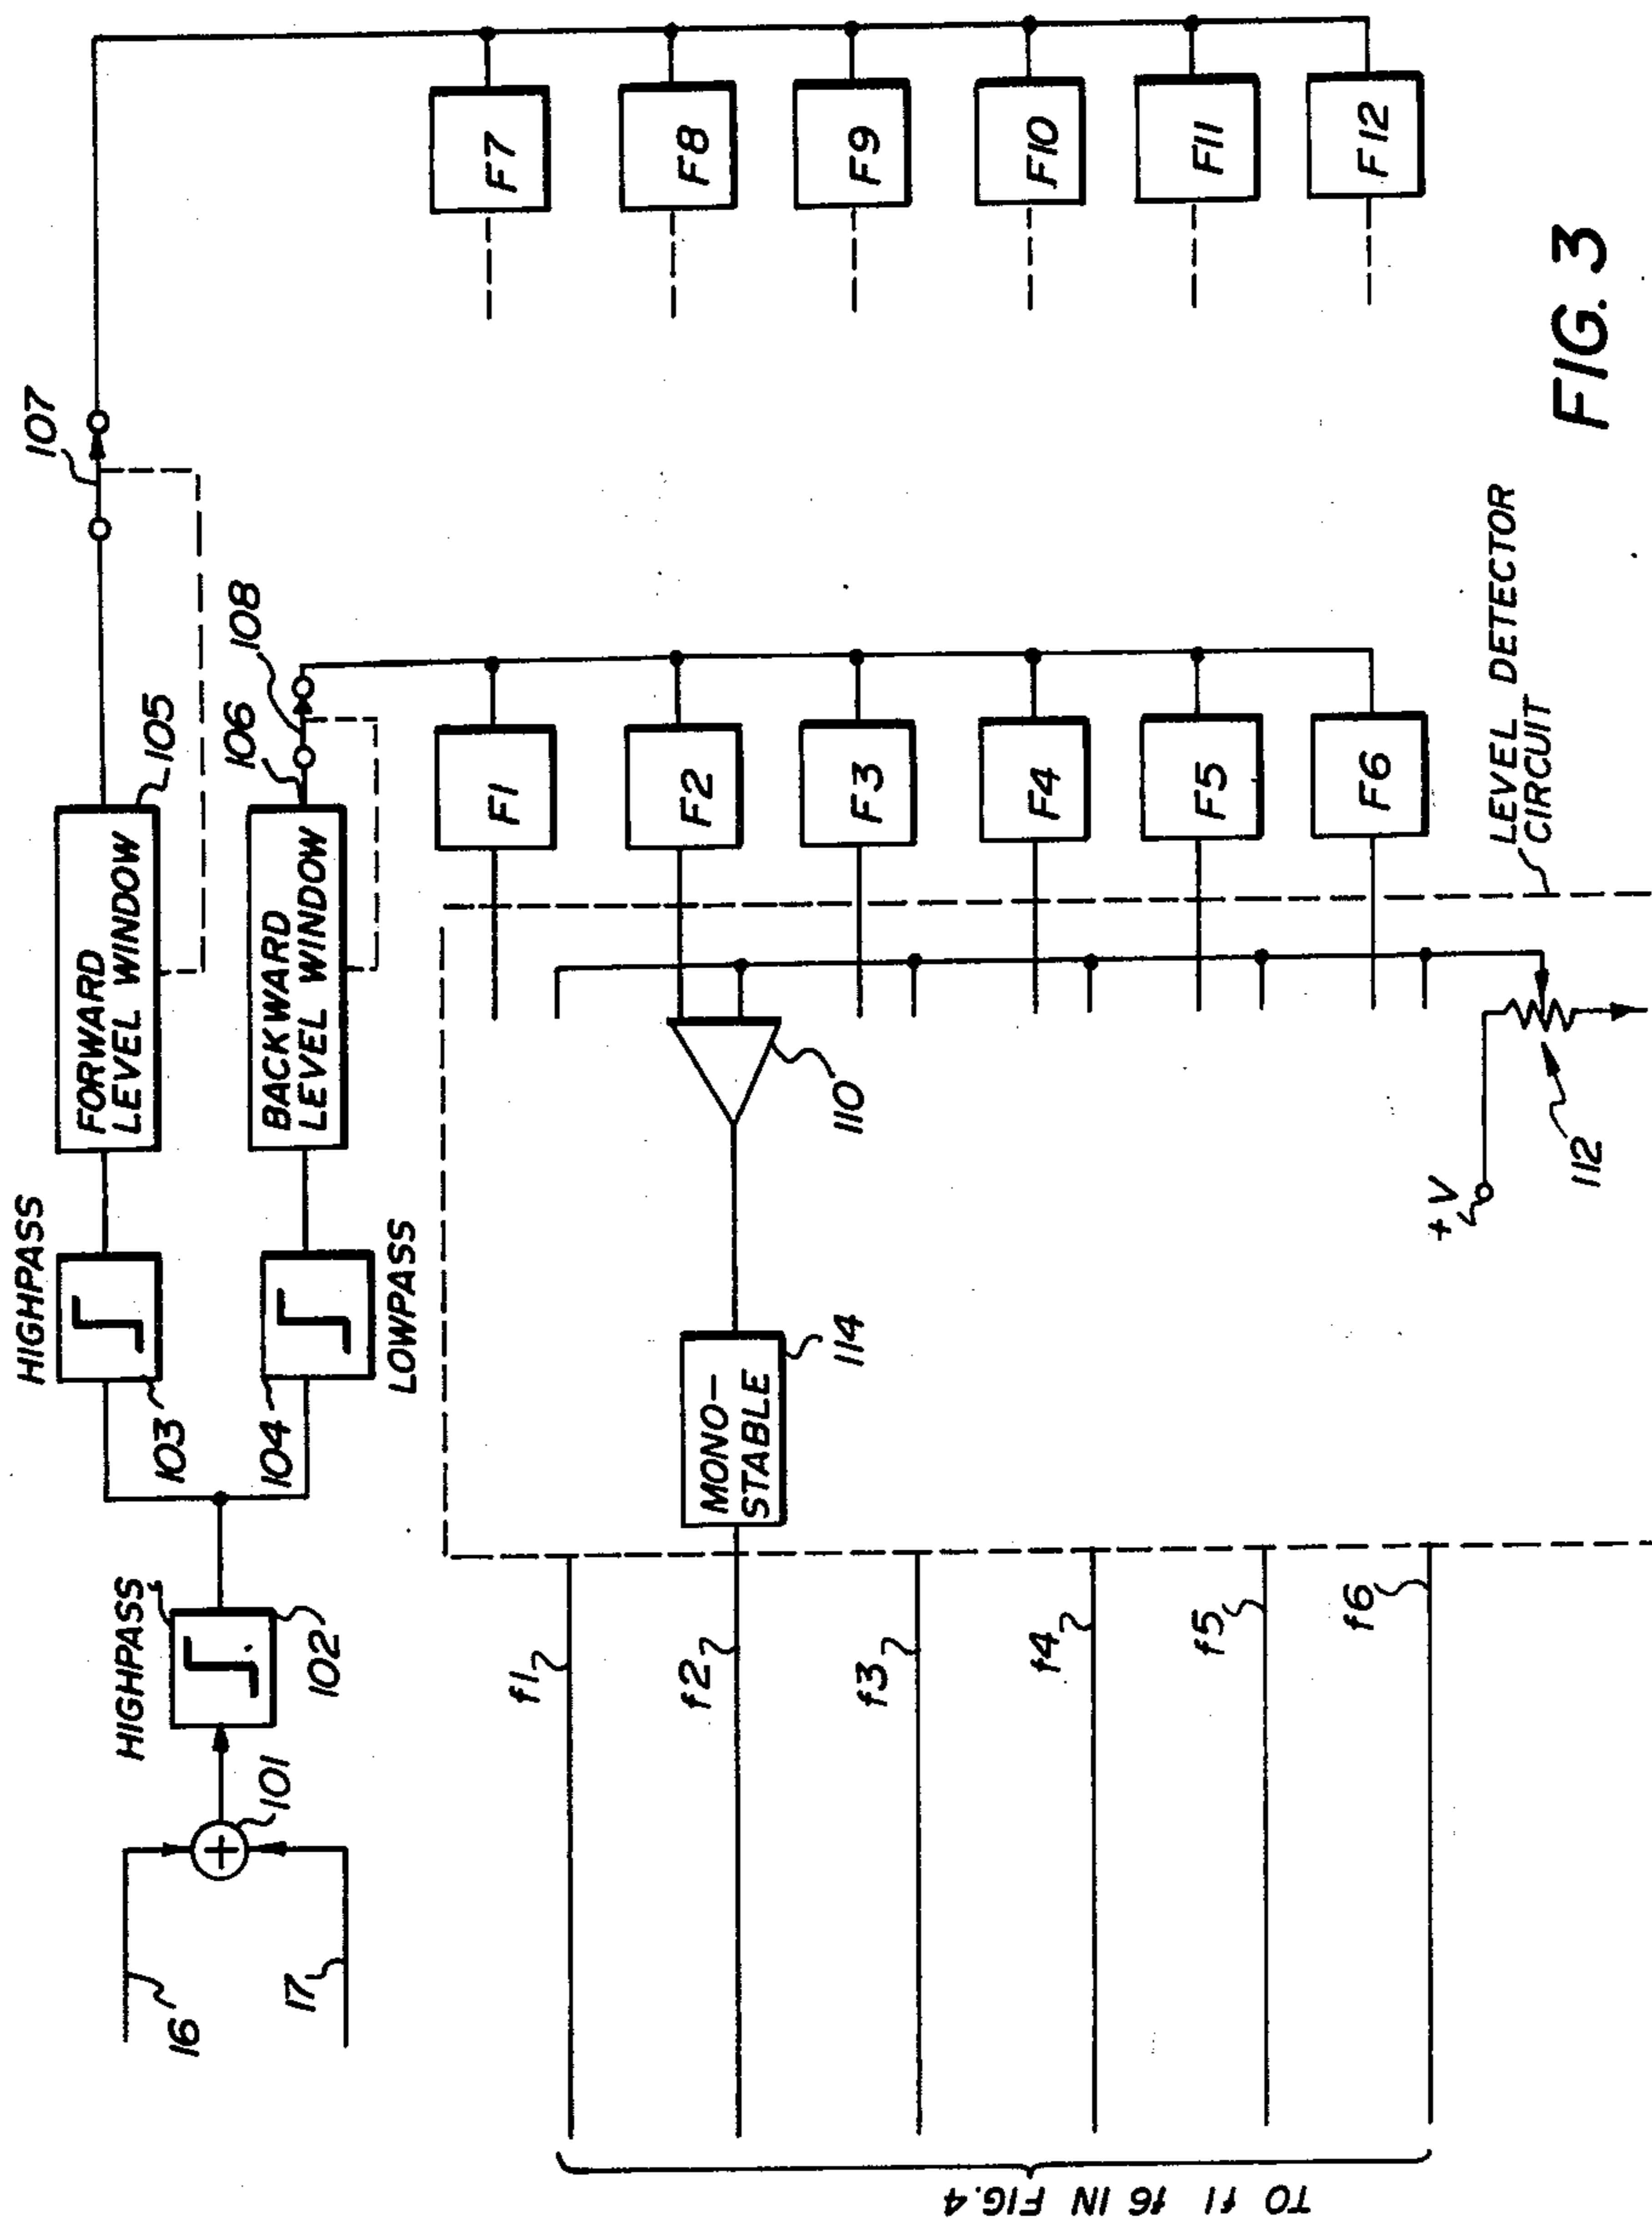 16
17
101
HIGHPASS
102
HIGHPASS
103
104
LOWPASS
FORWARD
LEVEL WINDOW
105
BACKWARD
LEVEL WINDOW
106
107
108
F7
F8
F9
F10
F11
F12
F1
F2
F3
F4
F5
F6
LEVEL DETECTOR
CIRCUIT
110
112
+V
MONO-
STABLE
114
f1
f2
f3
f4
f5
f6
TO f1 f6 IN FIG.4
FIG. 3